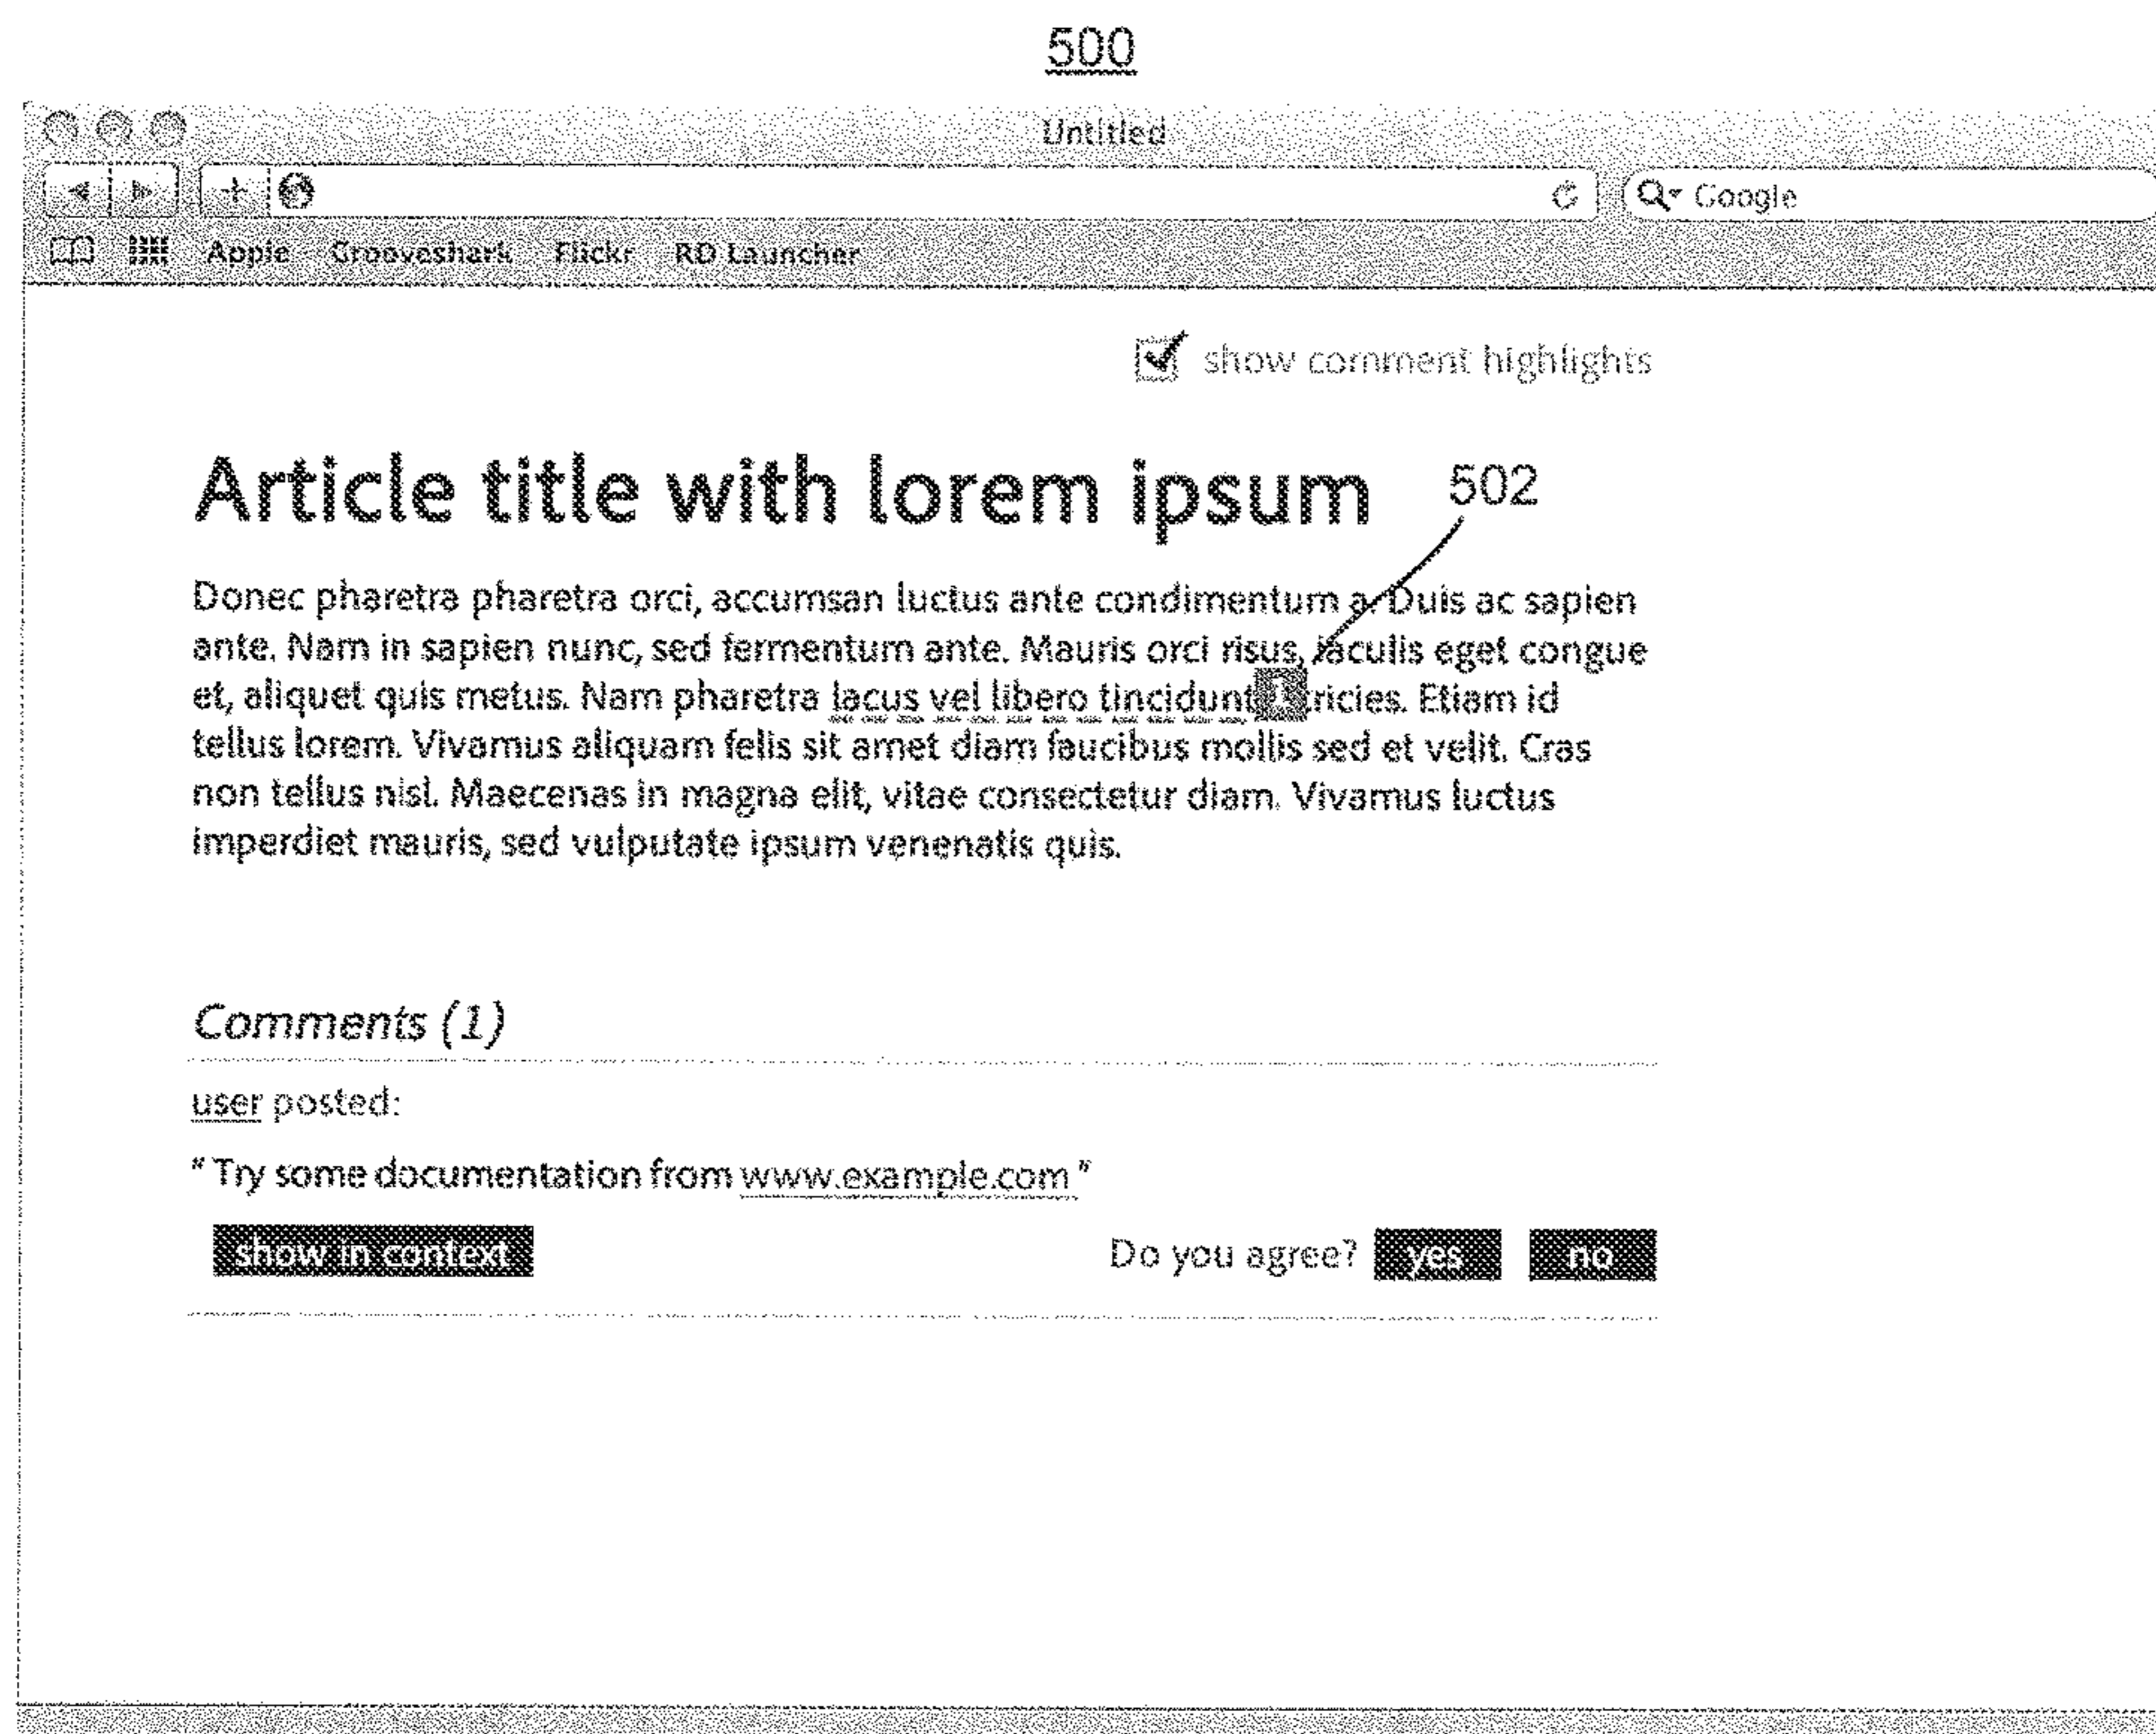 500
Untitled
Google
Apple Grooveshark Flickr RD Launcher
show comment highlights
Article title with lorem ipsum
502
Donec pharetra pharetra orci, accumsan luctus ante condimentum a. Duis ac sapien
ante. Nam in sapien nunc, sed fermentum ante. Mauris orci risus, iaculis eget congue
et, aliquet quis metus. Nam pharetra lacus vel libero tincidunt 1 tricies. Etiam id
tellus lorem. Vivamus aliquam felis sit amet diam faucibus mollis sed et velit. Cras
non tellus nisl. Maecenas in magna elit, vitae consectetur diam. Vivamus luctus
imperdiet mauris, sed vulputate ipsum venenatis quis.
Comments (1)
user posted:
" Try some documentation from www.example.com "
show in context Do you agree? yes no